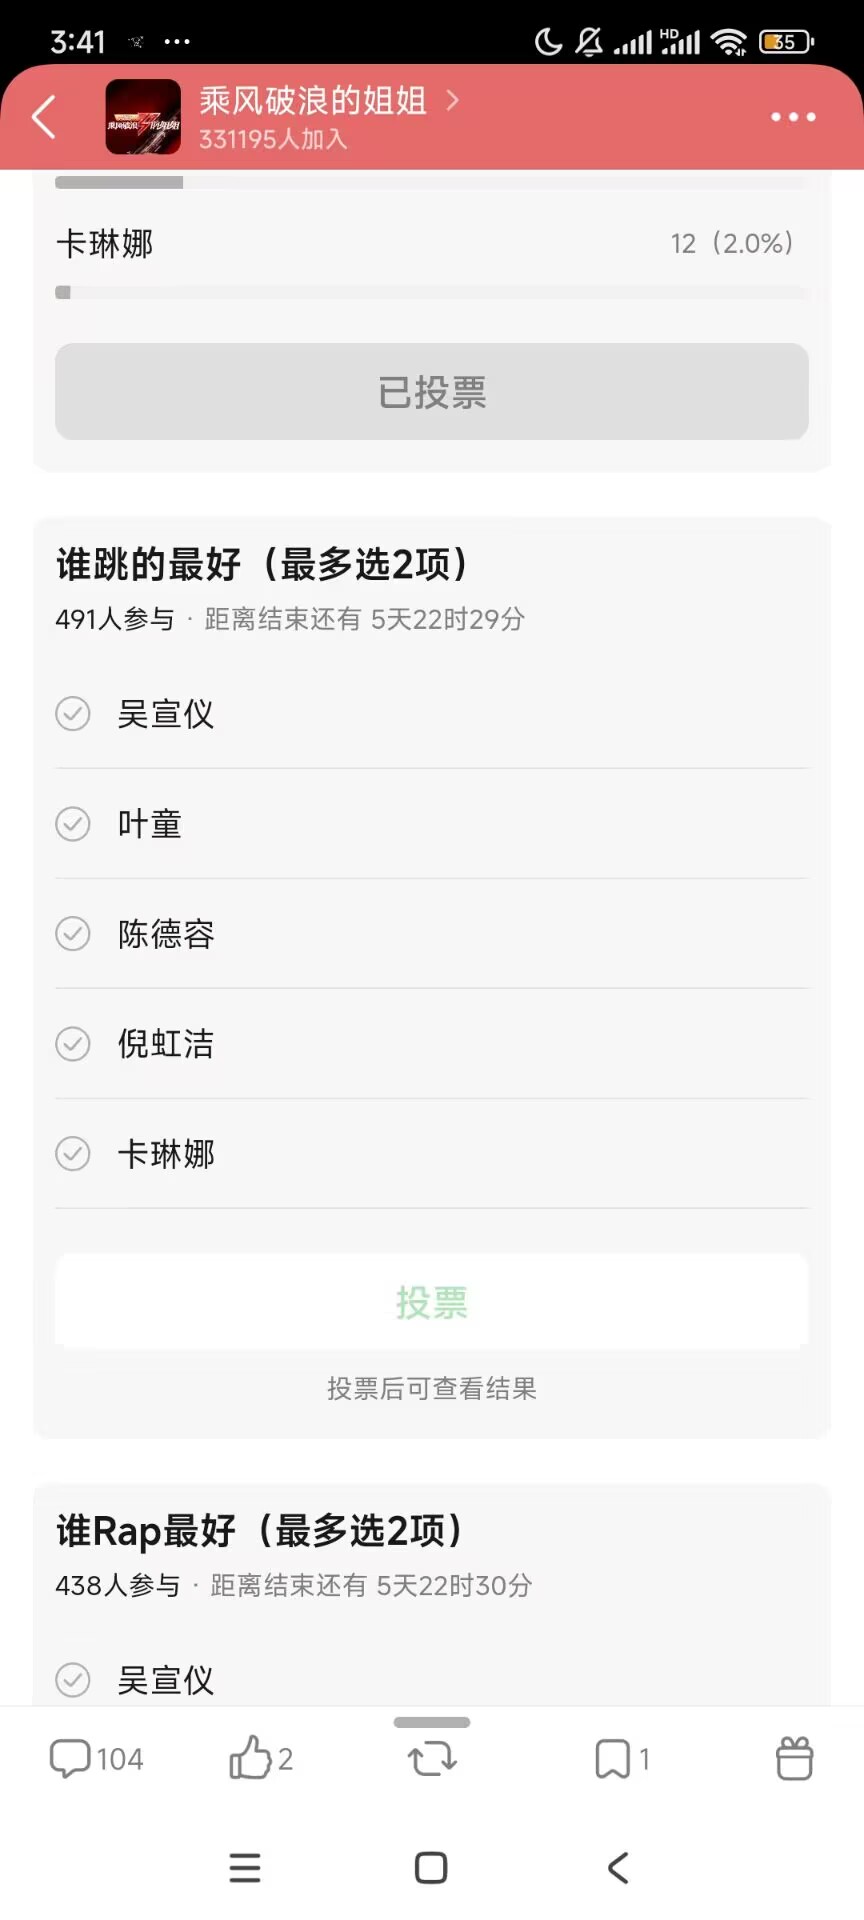 3:41
HD
35
乘风破浪的姐姐
331195人加入
卡琳娜
12（2.0%）
已投票
谁跳的最好（最多选2项）
491人参与 · 距离结束还有 5天22时29分
吴宣仪
叶童
陈德容
倪虹洁
卡琳娜
投票
投票后可查看结果
谁Rap最好（最多选2项）
438人参与 · 距离结束还有 5天22时30分
吴宣仪
104
2
1